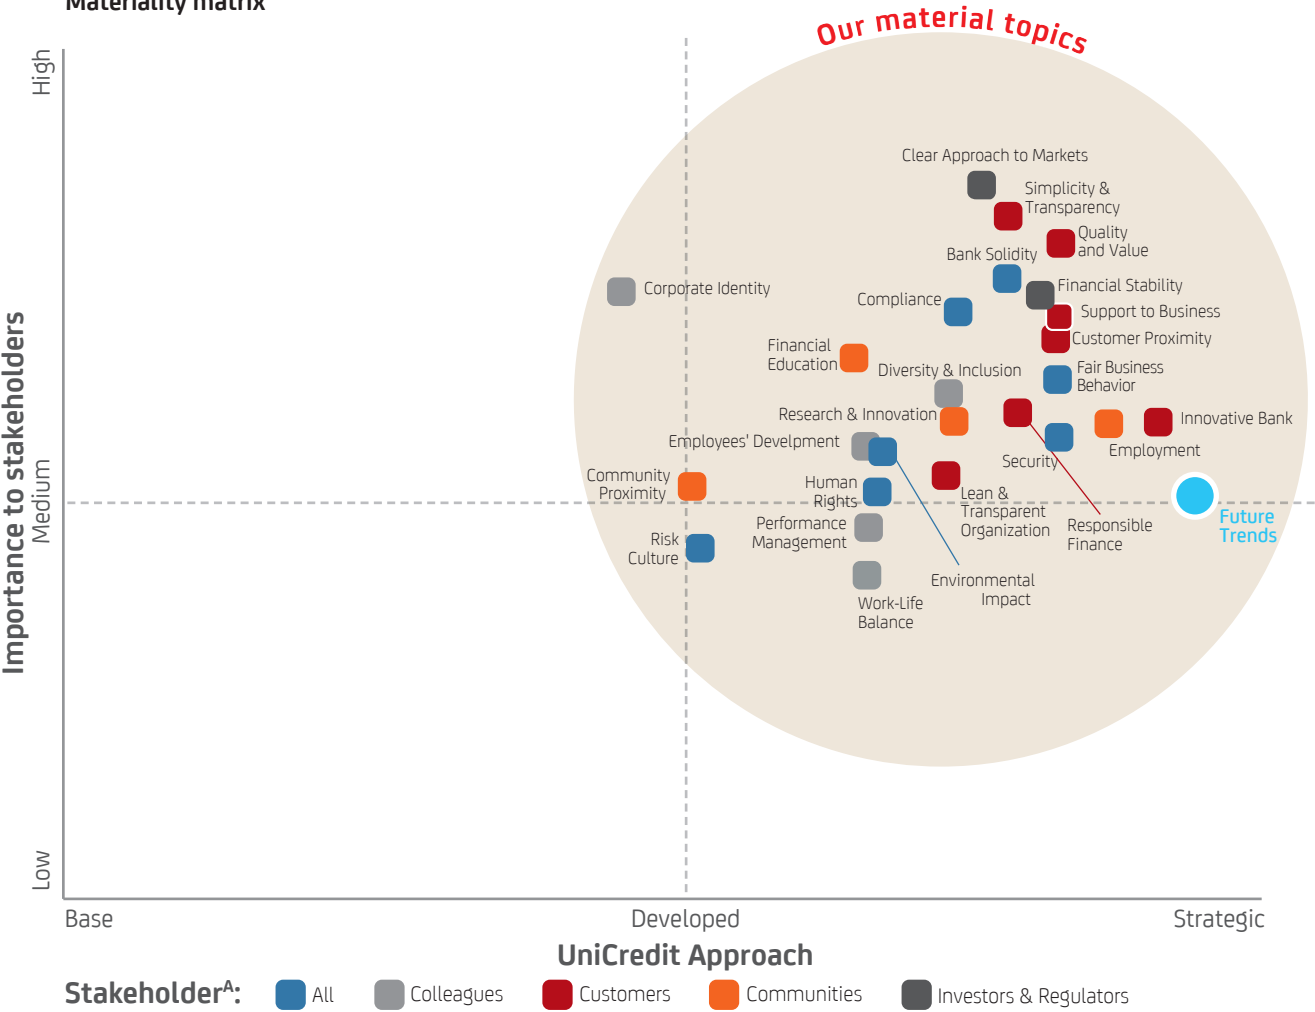 Materiality matrix
Our material topics
High
Clear Approach to Markets
Simplicity &
Transparency
Quality
and Value
Bank Solidity
Corporate Identity
Financial Stability
Compliance
Support to Business
Customer Proximity
Financial
Education
Diversity & Inclusion
Fair Business
Behavior
Research & Innovation
Innovative Bank
Employees' Develpment
Employment
Security
Community
Proximity
Human
Rights
Lean &
Transparent
Organization
Responsible
Finance
Future
Trends
Performance
Management
Risk
Culture
Environmental
Impact
Work-Life
Balance
Importance to stakeholders
Medium
Low
Base
Developed
Strategic
UniCredit Approach
StakeholderA:
All
Colleagues
Customers
Communities
Investors & Regulators